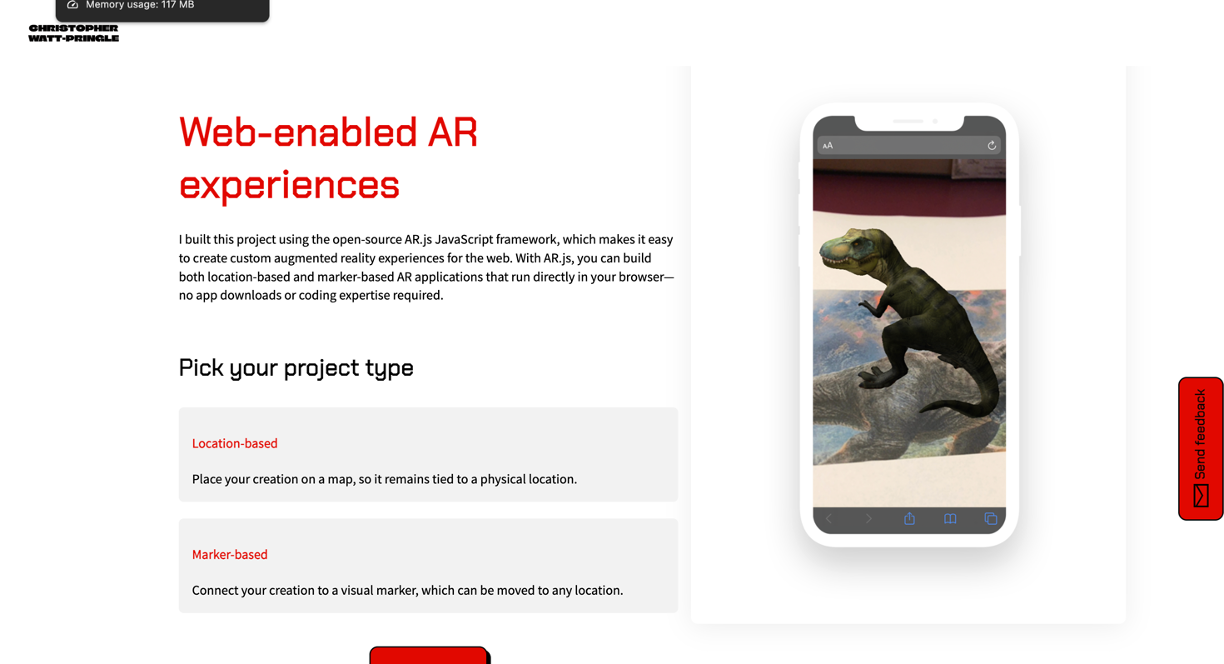 Memory usage: 117 MB
CHRISTOPHER
WATT-PRINGLE
Web-enabled AR
experiences
I built this project using the open-source AR.js JavaScript framework, which makes it easy
to create custom augmented reality experiences for the web. With AR.js, you can build
both location-based and marker-based AR applications that run directly in your browser—
no app downloads or coding expertise required.
Pick your project type
Location-based
Place your creation on a map, so it remains tied to a physical location.
Marker-based
Connect your creation to a visual marker, which can be moved to any location.
AA
Send feedback